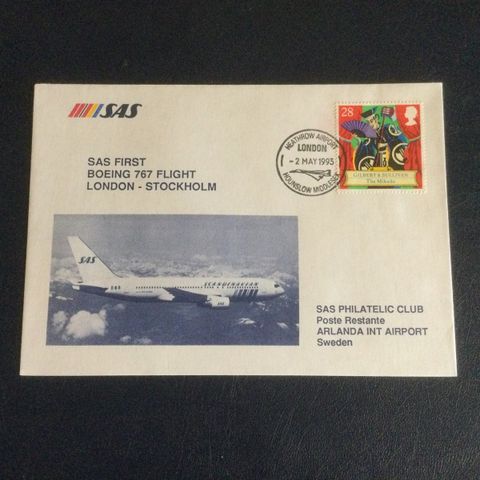 SAS
SAS FIRST
BOEING 767 FLIGHT
LONDON - STOCKHOLM
HEATHROW AIRPORT
LONDON
- 2 MAY 1993
HOUNSLOW MIDDLESEX
28
GILBERT & SULLIVAN
The Mikado
SAS
SCANDINAVIAN
SAS PHILATELIC CLUB
Poste Restante
ARLANDA INT AIRPORT
Sweden